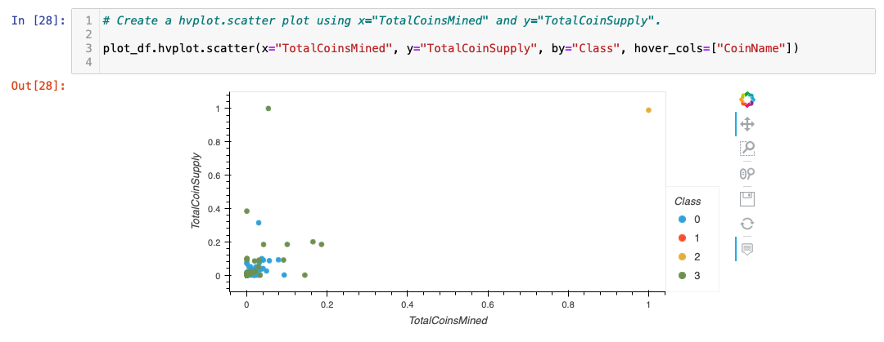 In [28]:
1 # Create a hvplot.scatter plot using x="TotalCoinsMined" and y="TotalCoinSupply".
2
3 plot_df.hvplot.scatter(x="TotalCoinsMined", y="TotalCoinSupply", by="Class", hover_cols=["CoinName"])
4
Out[28]:
TotalCoinSupply
1
0.8
0.6
0.4
0.2
0
0 0.2 0.4 0.6 0.8 1
TotalCoinsMined
Class
0
1
2
3